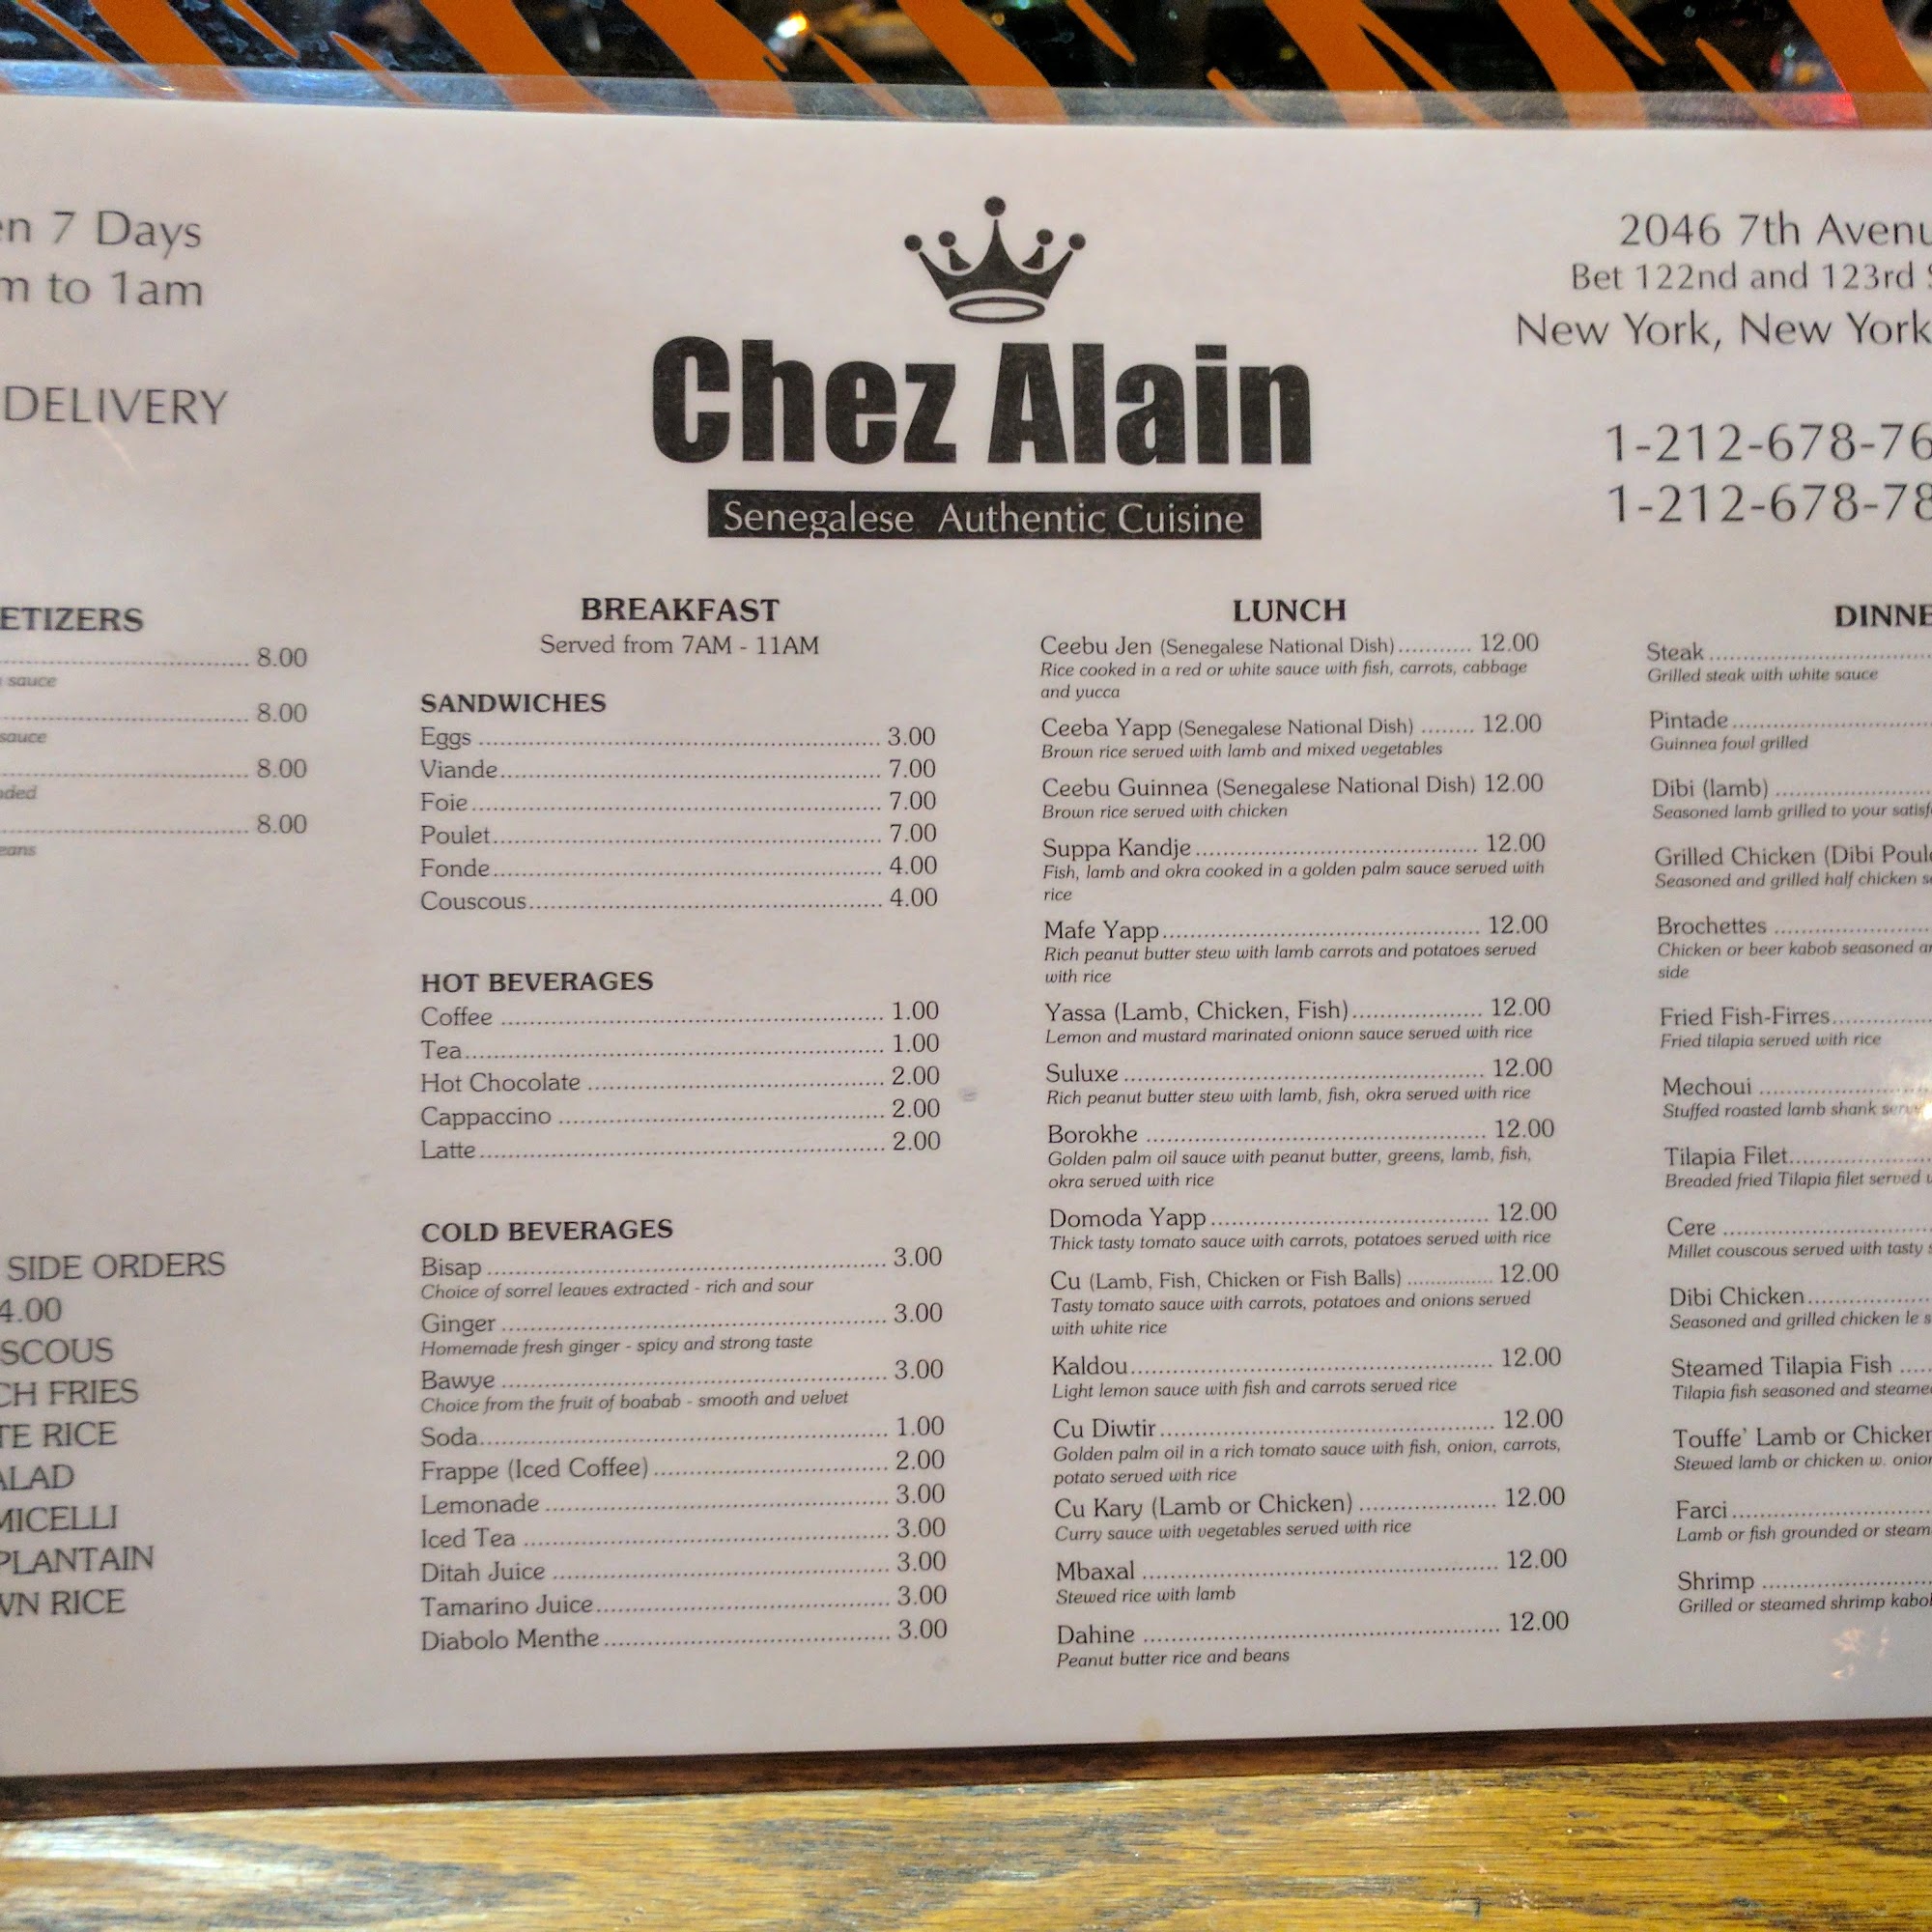 7 Days
to 1am
DELIVERY
Chez Alain
Senegalese Authentic Cuisine
2046 7th
Bet 122nd and 123rd
New York, New York
1-212-678-76
1-212-678-78
8.00
sauce
8.00
sauce
8.00
8.00
SIDE ORDERS
4.00
RICE
PLANTAIN
RICE
BREAKFAST
Served from 7AM - 11AM
SANDWICHES
Eggs 3.00
Viande 7.00
Foie 7.00
Poulet 7.00
Fonde 4.00
Couscous 4.00
HOT BEVERAGES
Coffee 1.00
Tea 1.00
Hot Chocolate 2.00
Cappaccino 2.00
Latte 2.00
COLD BEVERAGES
Bisap 3.00
Choice of sorrel leaves extracted - rich and sour
Ginger 3.00
Homemade fresh ginger - spicy and strong taste
Bawye 3.00
Choice from the fruit of boabab - smooth and velvet
Soda 1.00
Frappe (Iced Coffee) 2.00
Lemonade 3.00
Iced Tea 3.00
Ditah Juice 3.00
Tamarino Juice 3.00
Diabolo Menthe 3.00
LUNCH
Ceebu Jen (Senegalese National Dish) 12.00
Rice cooked in a red or white sauce with fish, carrots, cabbage
and yucca
Ceeba Yapp (Senegalese National Dish) 12.00
Brown rice served with lamb and mixed vegetables
Ceebu Guinnea (Senegalese National Dish) 12.00
Brown rice served with chicken
Suppa Kandje 12.00
Fish, lamb and okra cooked in a golden palm sauce served with
rice
Mafe Yapp 12.00
Rich peanut butter stew with lamb carrots and potatoes served
with rice
Yassa (Lamb, Chicken, Fish) 12.00
Lemon and mustard marinated onionn sauce served with rice
Suluxe 12.00
Rich peanut butter stew with lamb, fish, okra served with rice
Borokhe 12.00
Golden palm oil sauce with peanut butter, greens, lamb, fish,
okra served with rice
Domoda Yapp 12.00
Thick tasty tomato sauce with carrots, potatoes served with rice
Cu (Lamb, Fish, Chicken or Fish Balls) 12.00
Tasty tomato sauce with carrots, potatoes and onions served
with white rice
Kaldou 12.00
Light lemon sauce with fish and carrots served rice
Cu Diwtir 12.00
Golden palm oil in a rich tomato sauce with fish, onion, carrots,
potato served with rice
Cu Kary (Lamb or Chicken) 12.00
Curry sauce with vegetables served with rice
Mbaxal 12.00
Stewed rice with lamb
Dahine 12.00
Peanut butter rice and beans
DINNE
Steak
Grilled steak with white sauce
Pintade
Guinnea fowl grilled
Dibi (lamb)
Seasoned lamb grilled to your
Grilled Chicken (Dibi
Seasoned and grilled half chicken
Brochettes
Chicken or beer kabob seasoned
side
Fried Fish-Firres
Fried tilapia served with rice
Mechoui
Stuffed roasted lamb shank
Tilapia Filet
Breaded fried Tilapia filet served
Cere
Millet couscous served with tasty
Dibi Chicken
Seasoned and grilled chicken le
Steamed Tilapia Fish
Tilapia fish seasoned and
Touffe' Lamb or
Stewed lamb or chicken w.
Farci
Lamb or fish grounded or
Shrimp
Grilled or steamed shrimp